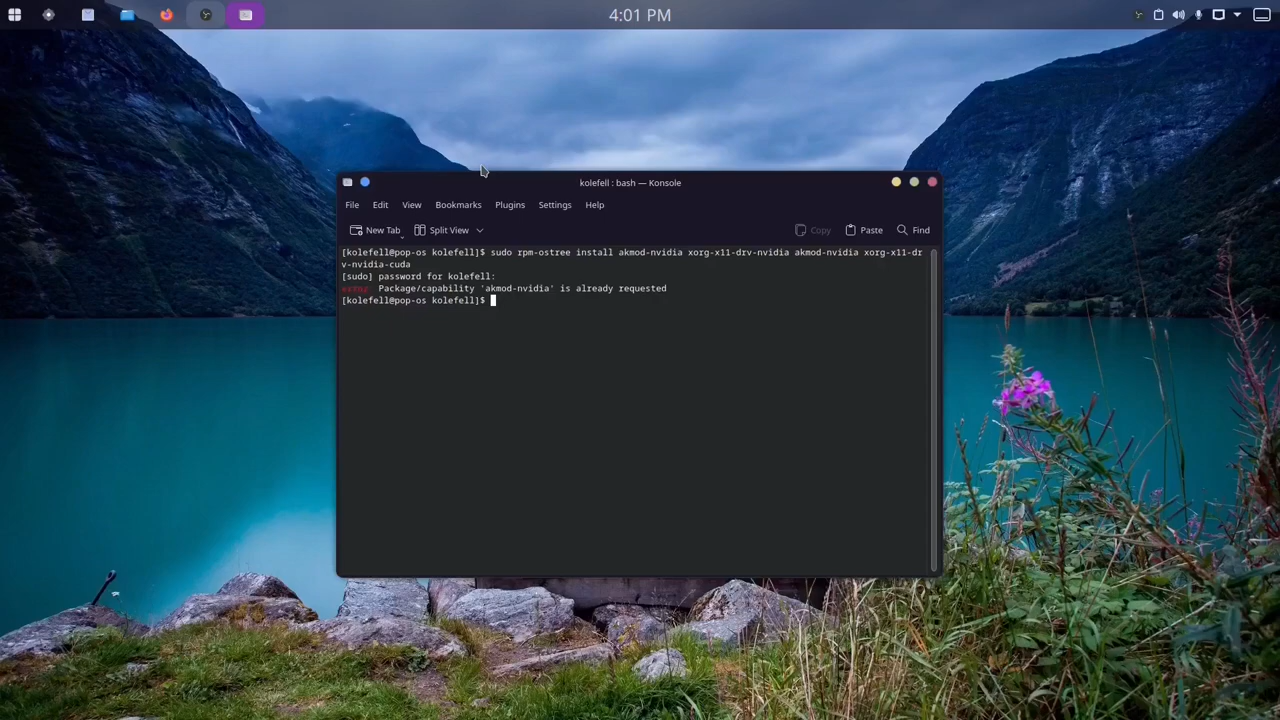 4:01 PM
kolefell : bash — Konsole
File Edit View Bookmarks Plugins Settings Help
New Tab Split View Copy Paste Find
[kolefell@pop-os kolefell]$ sudo rpm-ostree install akmod-nvidia xorg-x11-drv-nvidia akmod-nvidia xorg-x11-dr
v-nvidia-cuda
[sudo] password for kolefell:
error: Package/capability 'akmod-nvidia' is already requested
[kolefell@pop-os kolefell]$